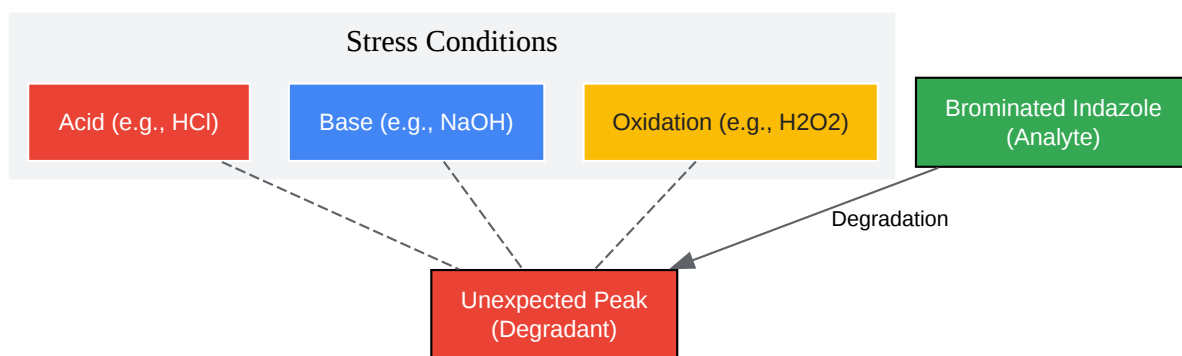 Stress Conditions
Acid (e.g., HCl)
Base (e.g., NaOH)
Oxidation (e.g., H2O2)
Brominated Indazole
(Analyte)
Degradation
Unexpected Peak
(Degradant)